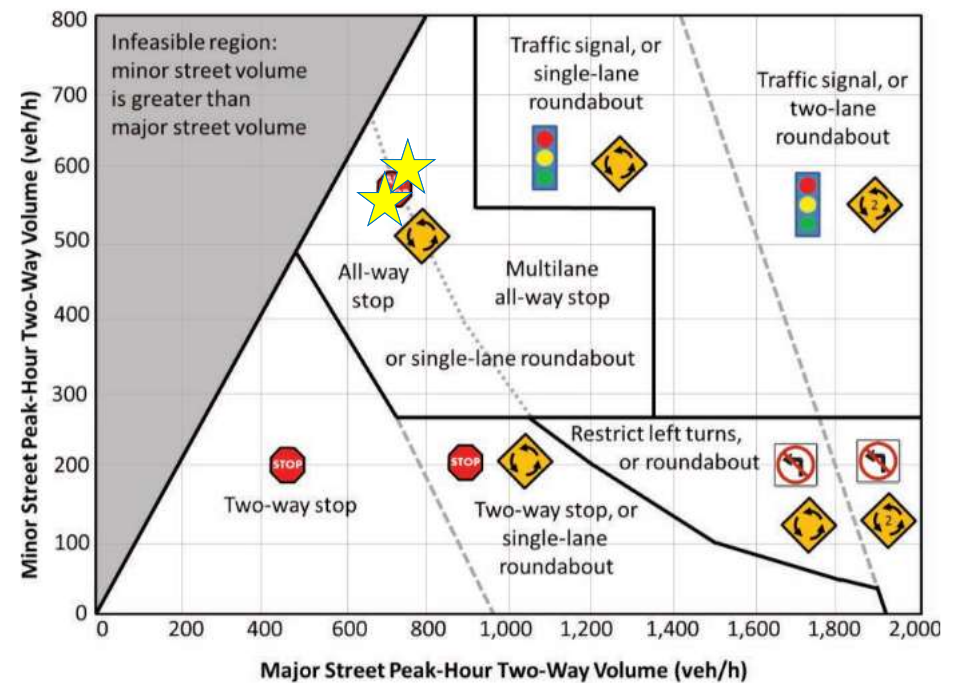 800
700
600
500
400
300
200
100
0
Minor Street Peak-Hour Two-Way Volume (veh/h)
Infeasible region:
minor street volume
is greater than
major street volume
Traffic signal, or
single-lane
roundabout
Traffic signal, or
two-lane
roundabout
2
All-way
stop
Multilane
all-way stop
or single-lane roundabout
Restrict left turns,
or roundabout
STOP
Two-way stop
STOP
Two-way stop, or
single-lane
roundabout
2
0 200 400 600 800 1,000 1,200 1,400 1,600 1,800 2,000
Major Street Peak-Hour Two-Way Volume (veh/h)